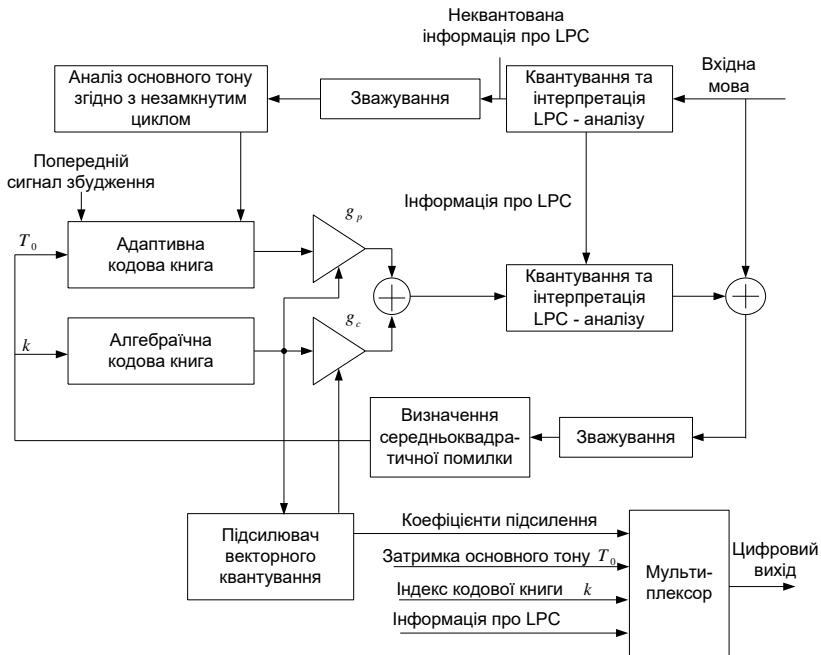 Неквантована
інформація про LPC
Вхідна
мова
Аналіз основного тону
згідно з незамкнутим
циклом
Зважування
Квантування та
інтерпретація
LPC - аналізу
Попередній
сигнал збудження
Інформація про LPC
T₀
Адаптивна
кодова книга
gₚ
Квантування та
інтерпретація
LPC - аналізу
k
Алгебраїчна
кодова книга
g_c
Визначення
середньоквадра-
тичної помилки
Зважування
Підсилювач
векторного
квантування
Коефіцієнти підсилення
Затримка основного тону T₀
Індекс кодової книги k
Інформація про LPC
Мульти-
плексор
Цифровий
вихід